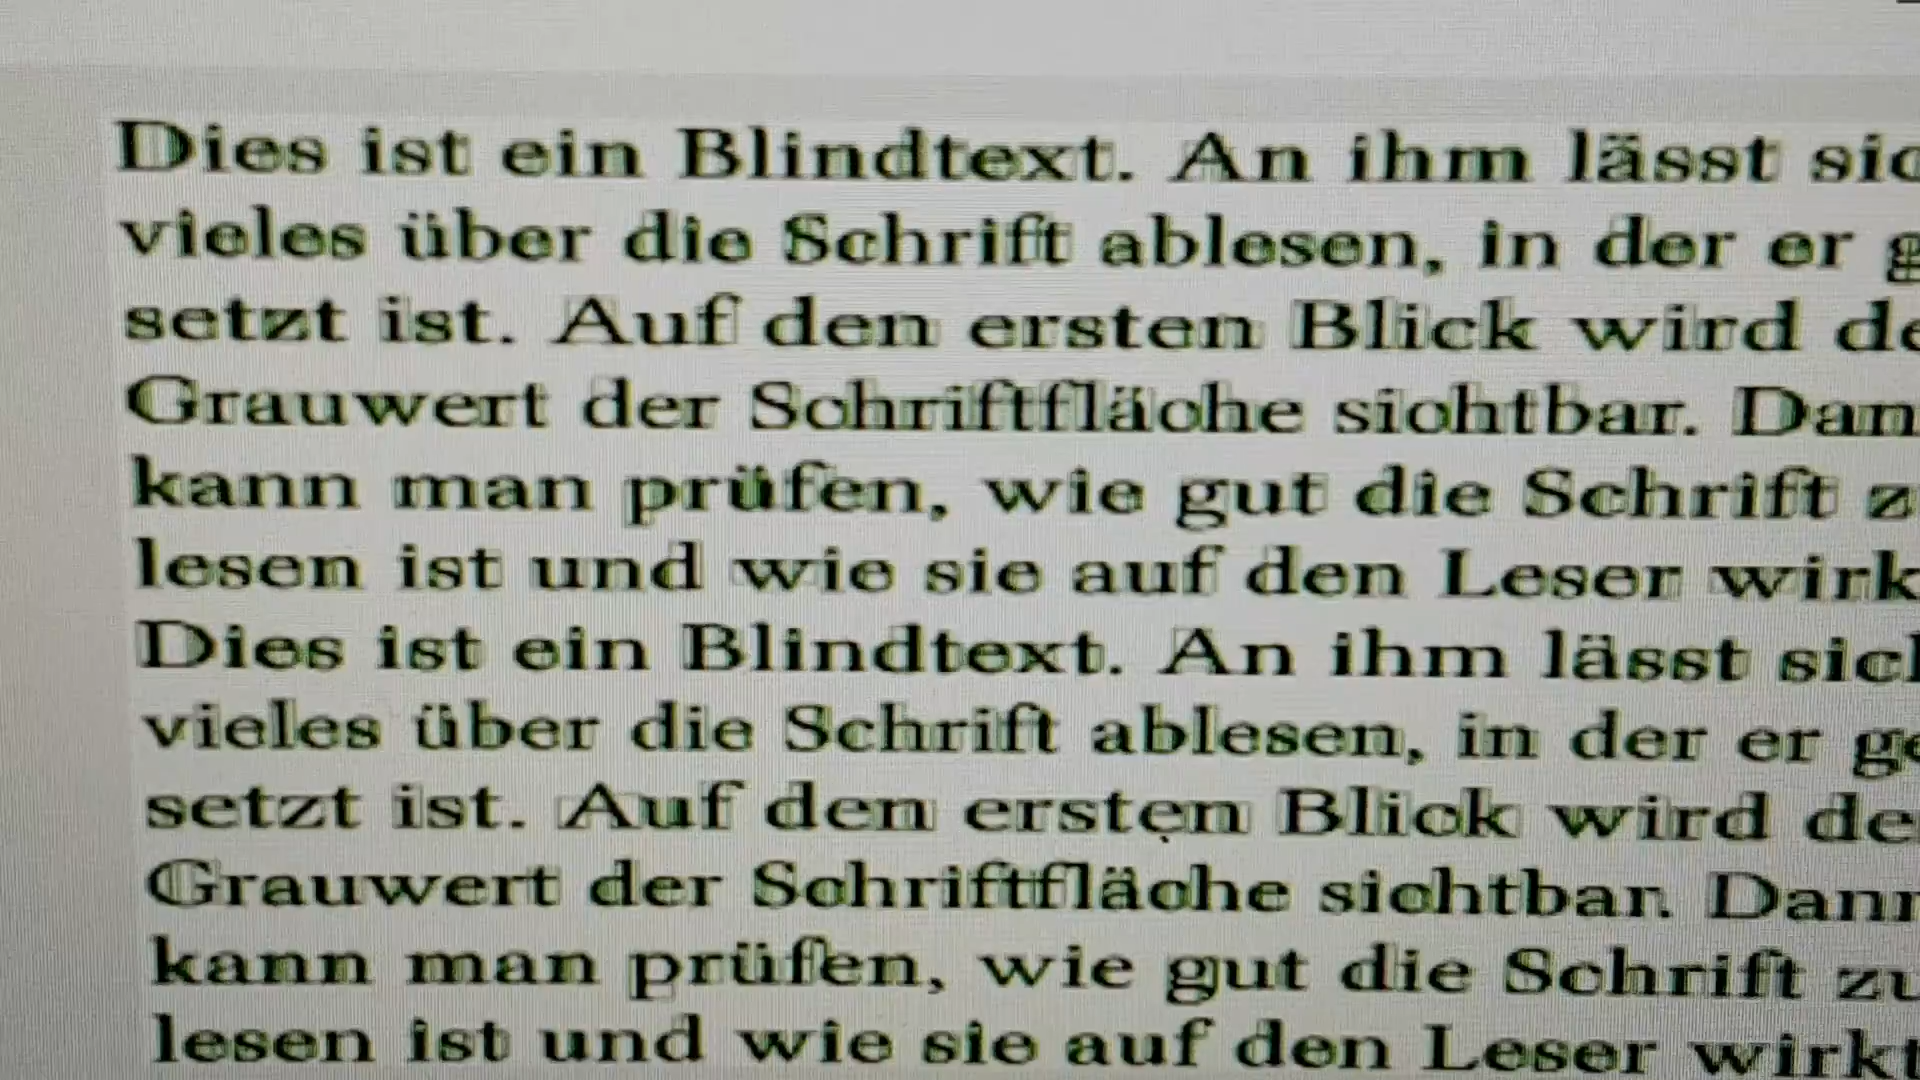 Dies ist ein Blindtext. An ihm lässt sic
vieles über die Schrift ablesen, in der er g
setzt ist. Auf den ersten Blick wird de
Grauwert der Schriftfläche sichtbar. Dan
kann man prüfen, wie gut die Schrift z
lesen ist und wie sie auf den Leser wirk
Dies ist ein Blindtext. An ihm lässt sich
vieles über die Schrift ablesen, in der er ge
setzt ist. Auf den ersten Blick wird de
Grauwert der Schriftfläche sichtbar. Dann
kann man prüfen, wie gut die Schrift zu
lesen ist und wie sie auf den Leser wirkt